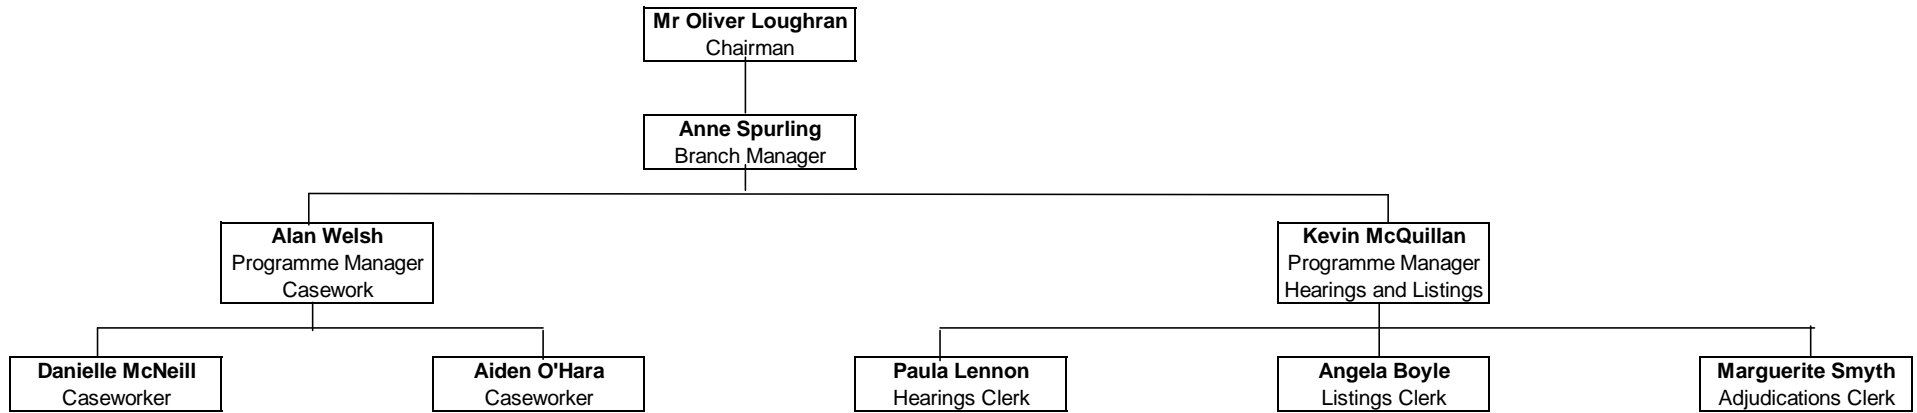 Mr Oliver Loughran
Chairman
Anne Spurling
Branch Manager
Alan Welsh
Programme Manager
Casework
Kevin McQuillan
Programme Manager
Hearings and Listings
Danielle McNeill
Caseworker
Aiden O'Hara
Caseworker
Paula Lennon
Hearings Clerk
Angela Boyle
Listings Clerk
Marguerite Smyth
Adjudications Clerk